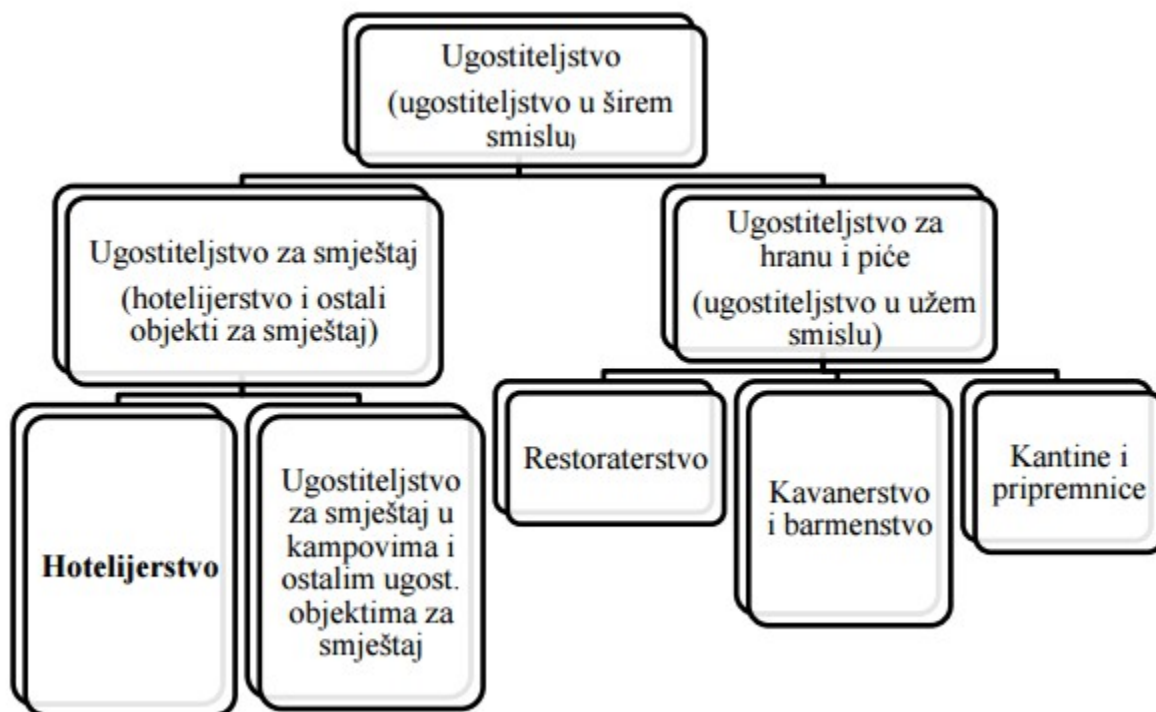 Ugostiteljstvo
(ugostiteljstvo u širem
smislu)
Ugostiteljstvo za smještaj
(hotelijerstvo i ostali
objekti za smještaj)
Ugostiteljstvo za
hranu i piće
(ugostiteljstvo u užem
smislu)
Hotelijerstvo
Ugostiteljstvo
za smještaj u
kampovima i
ostalim ugost.
objektima za
smještaj
Restoraterstvo
Kavanerstvo
i barmenstvo
Kantine i
pripremnice